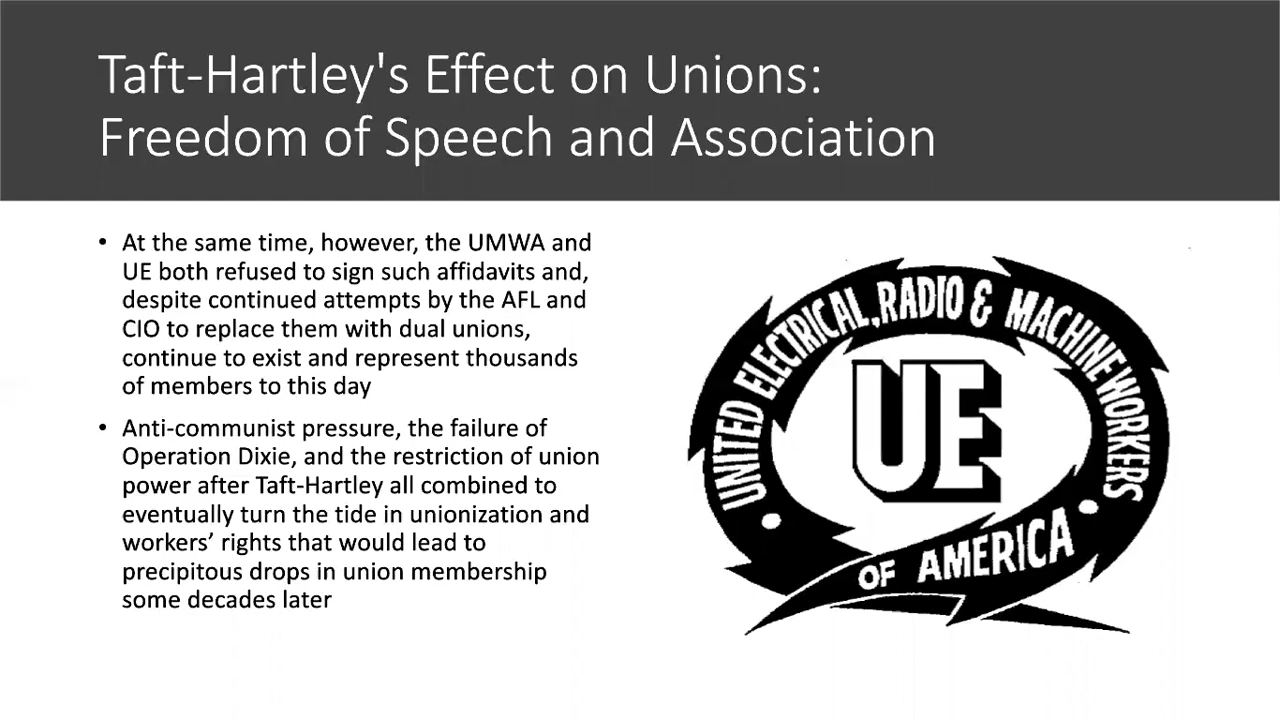 Taft-Hartley's Effect on Unions:
Freedom of Speech and Association
• At the same time, however, the UMWA and
UE both refused to sign such affidavits and,
despite continued attempts by the AFL and
CIO to replace them with dual unions,
continue to exist and represent thousands
of members to this day
• Anti-communist pressure, the failure of
Operation Dixie, and the restriction of union
power after Taft-Hartley all combined to
eventually turn the tide in unionization and
workers’ rights that would lead to
precipitous drops in union membership
some decades later
UNITED ELECTRICAL, RADIO & MACHINE WORKERS
UE
OF AMERICA